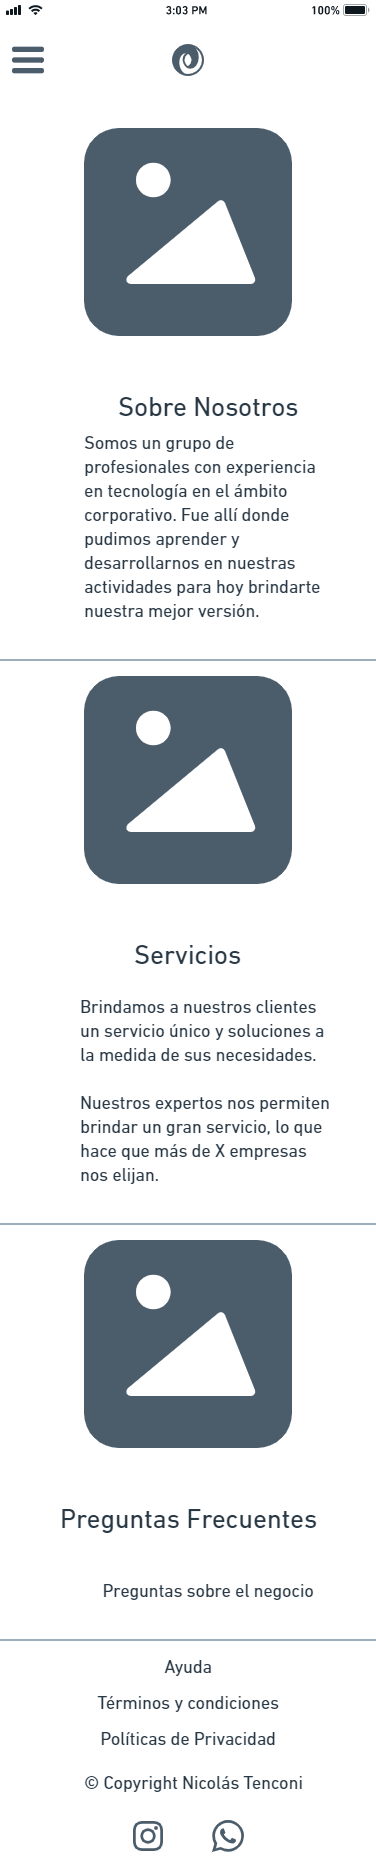 3:03 PM 100%
Sobre Nosotros
Somos un grupo de
profesionales con experiencia
en tecnología en el ámbito
corporativo. Fue allí donde
pudimos aprender y
desarrollarnos en nuestras
actividades para hoy brindarte
nuestra mejor versión.
Servicios
Brindamos a nuestros clientes
un servicio único y soluciones a
la medida de sus necesidades.
Nuestros expertos nos permiten
brindar un gran servicio, lo que
hace que más de X empresas
nos elijan.
Preguntas Frecuentes
Preguntas sobre el negocio
Ayuda
Términos y condiciones
Políticas de Privacidad
© Copyright Nicolás Tenconi